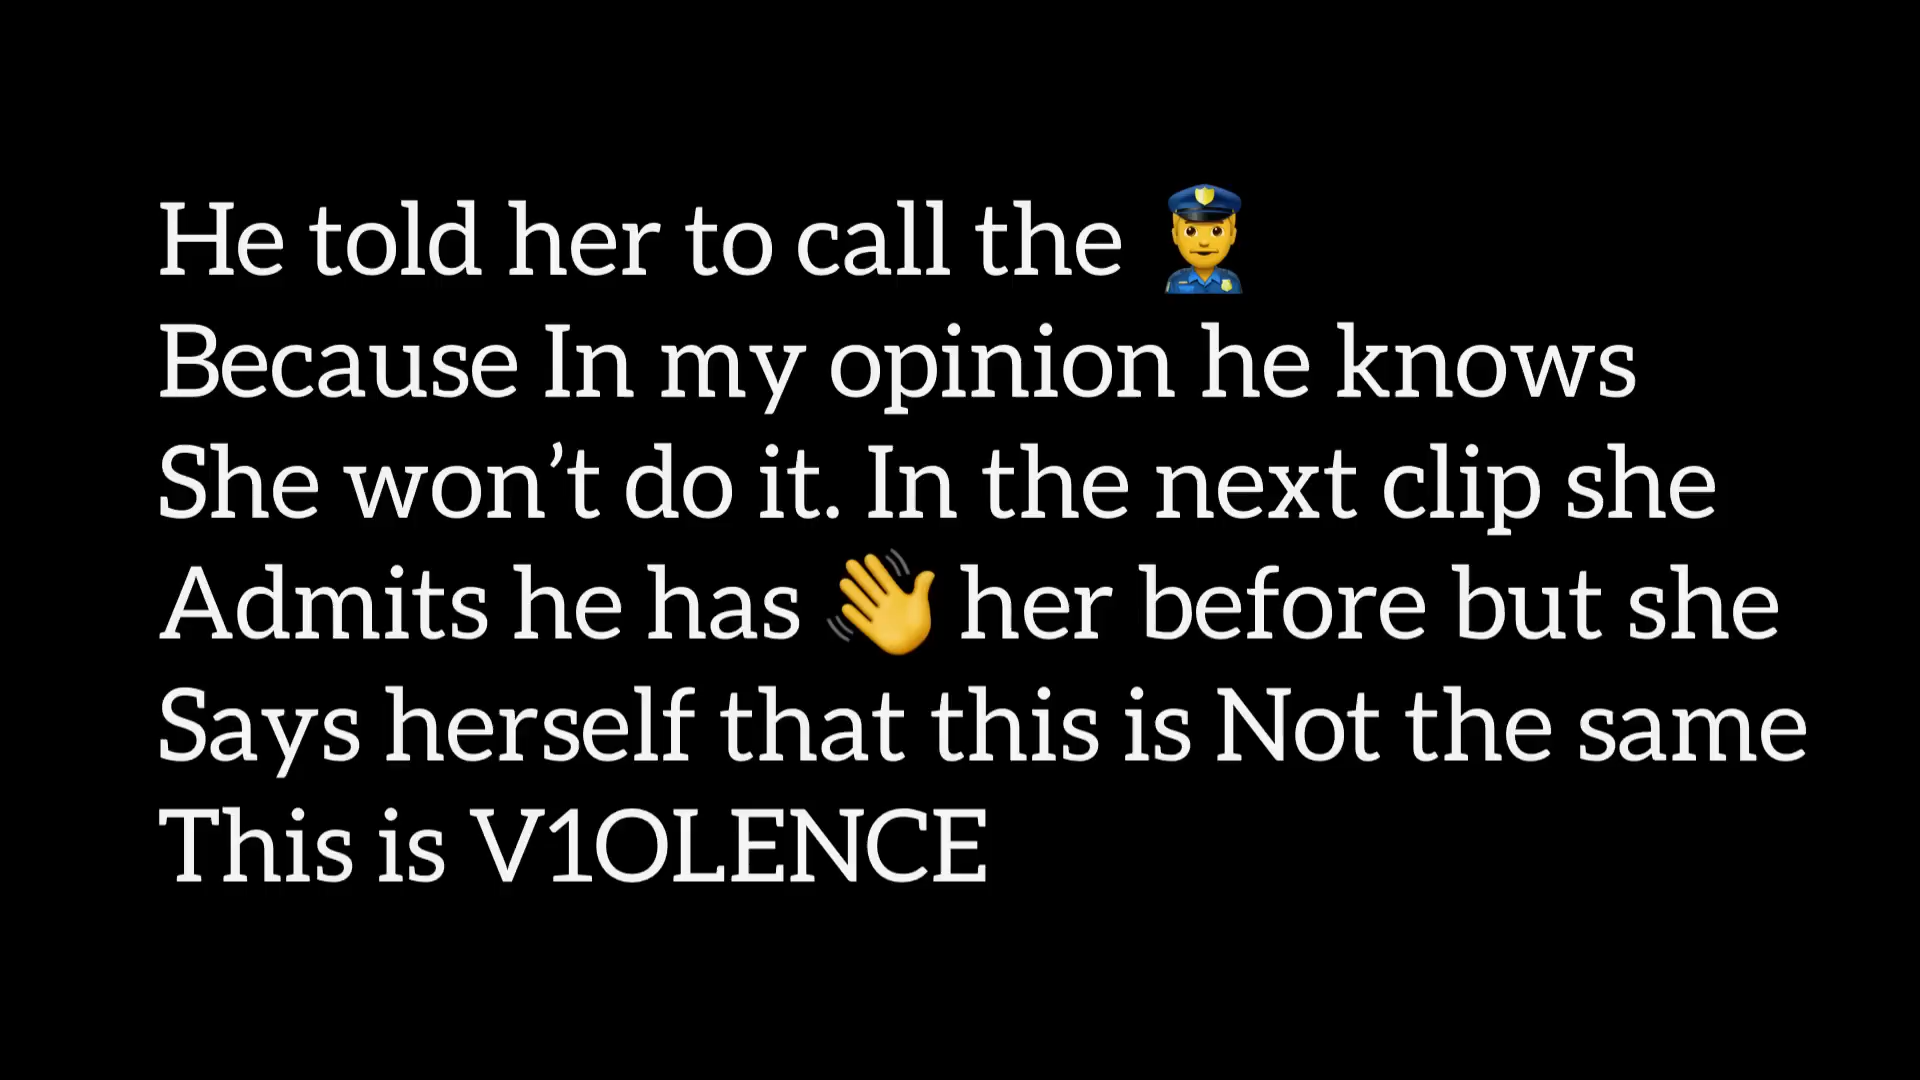 He told her to call the 👮‍♂️
Because In my opinion he knows
She won’t do it. In the next clip she
Admits he has 👋 her before but she
Says herself that this is Not the same
This is V1OLENCE